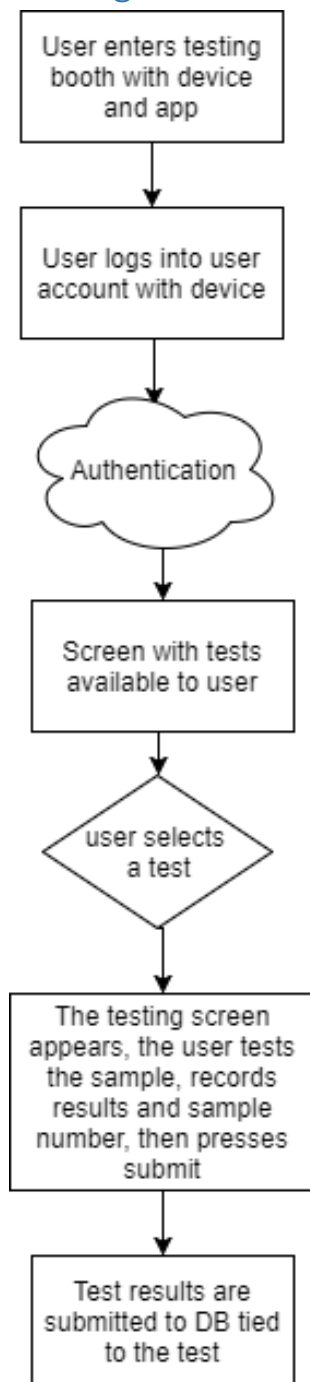 User enters testing
booth with device
and app
User logs into user
account with device
Authentication
Screen with tests
available to user
user selects
a test
The testing screen
appears, the user tests
the sample, records
results and sample
number, then presses
submit
Test results are
submitted to DB tied
to the test